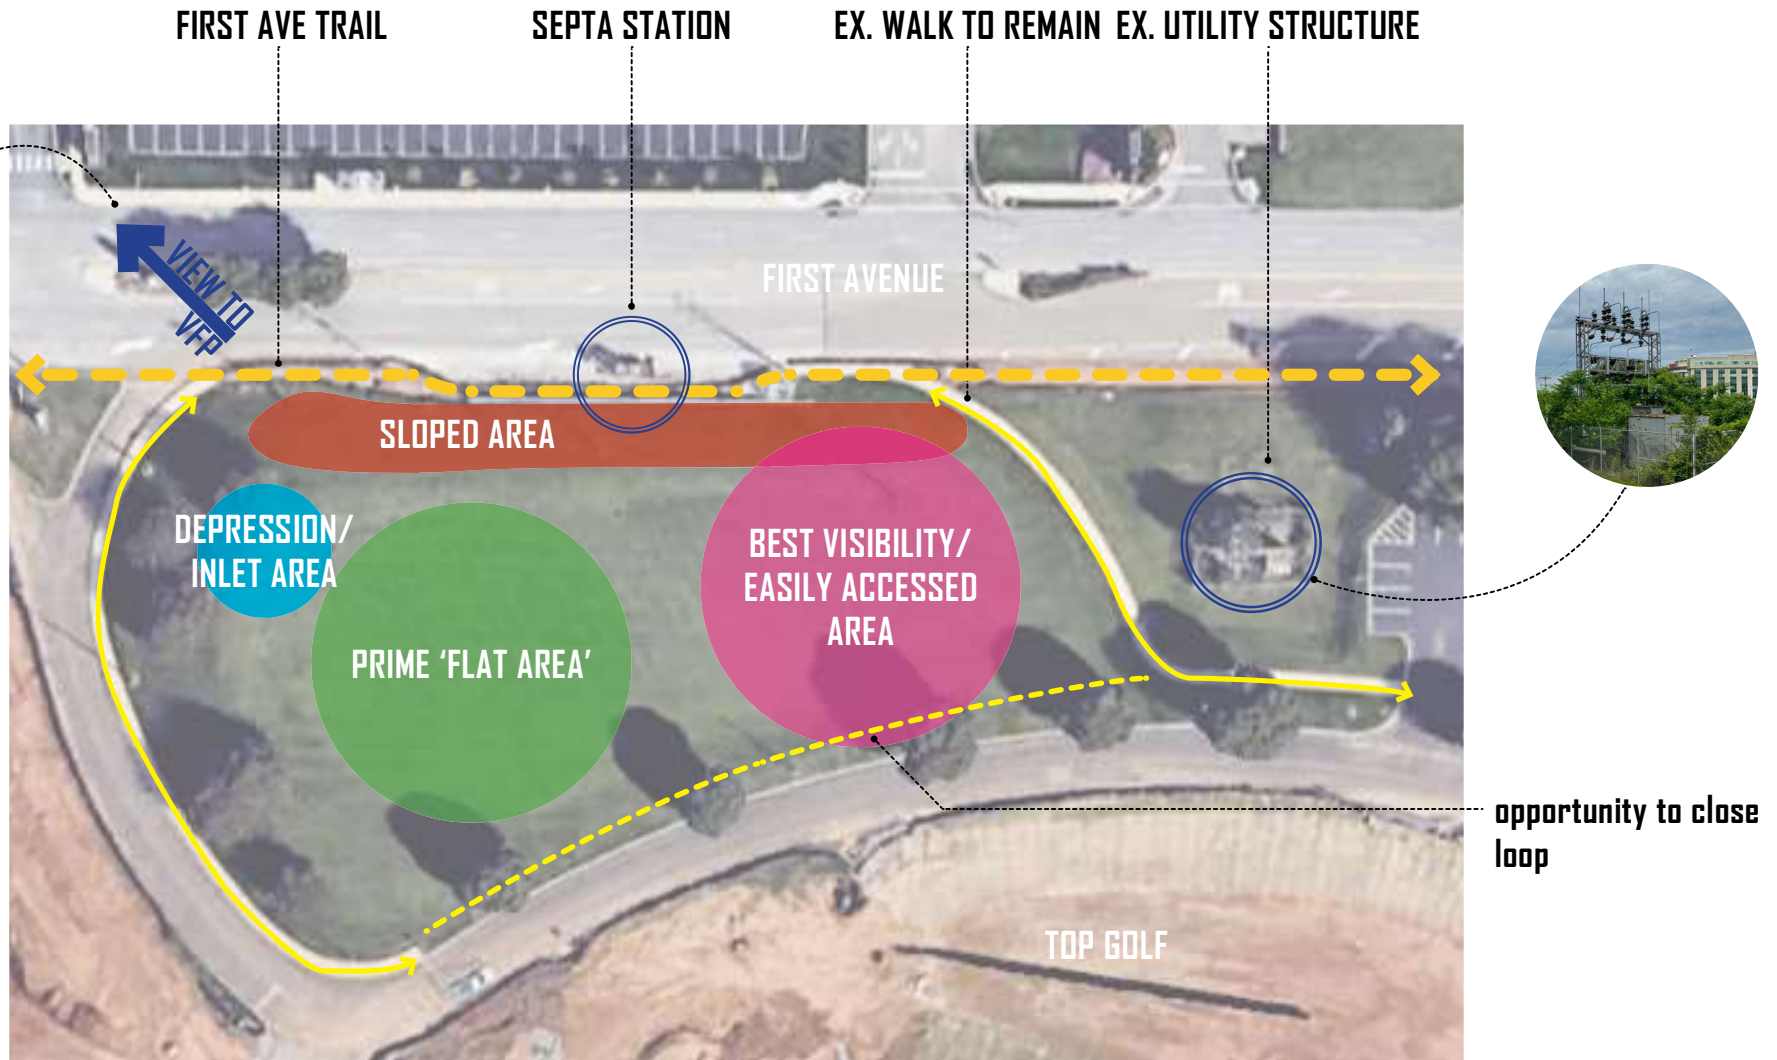 FIRST AVE TRAIL
SEPTA STATION
EX. WALK TO REMAIN
EX. UTILITY STRUCTURE
VIEW TO
VFP
FIRST AVENUE
SLOPED AREA
DEPRESSION/
INLET AREA
BEST VISIBILITY/
EASILY ACCESSED
AREA
PRIME ‘FLAT AREA’
opportunity to close
loop
TOP GOLF